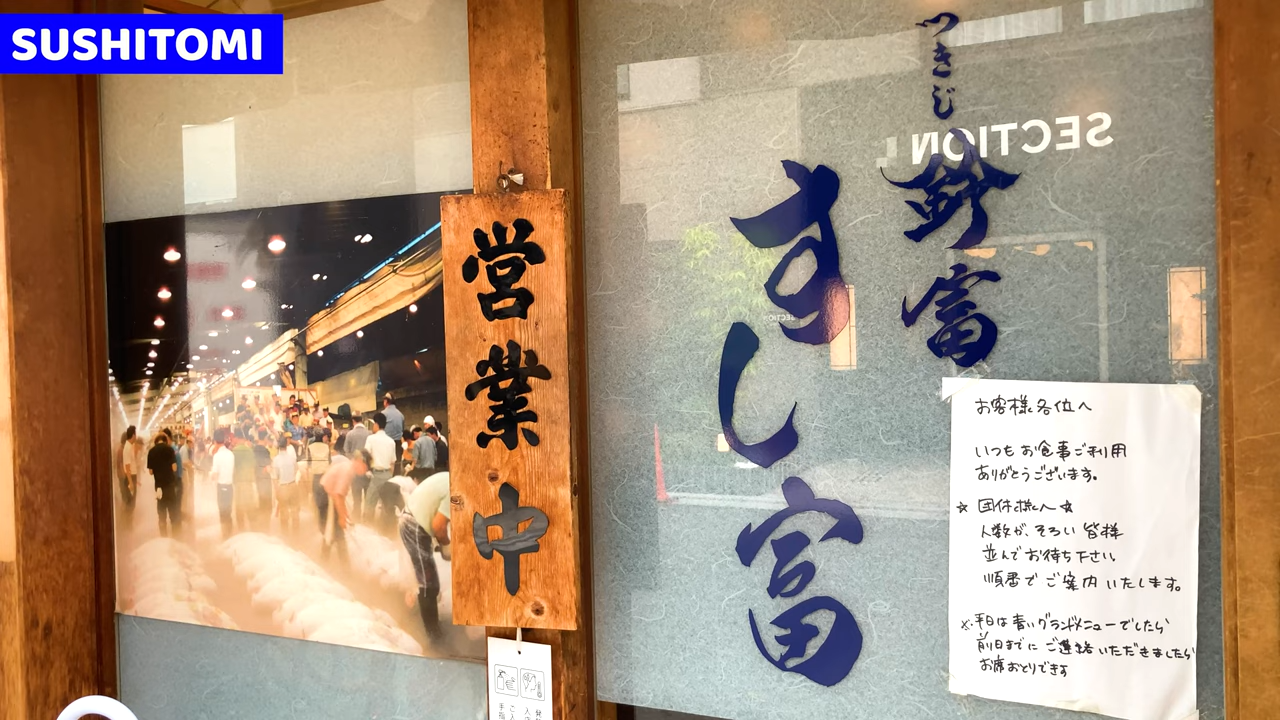 SUSHITOMI
つきじ
鈴富
すし富
SECTION
営業中
お客様各位へ
いつもお食事ご利用
ありがとうございます。
☆団体様へ☆
人数が、そろい皆様
並んでお待ち下さい。
順番でご案内いたします。
※平日は青いグランドメニューでしたら
前日までにご連絡いただきましたら
お席おとりできます